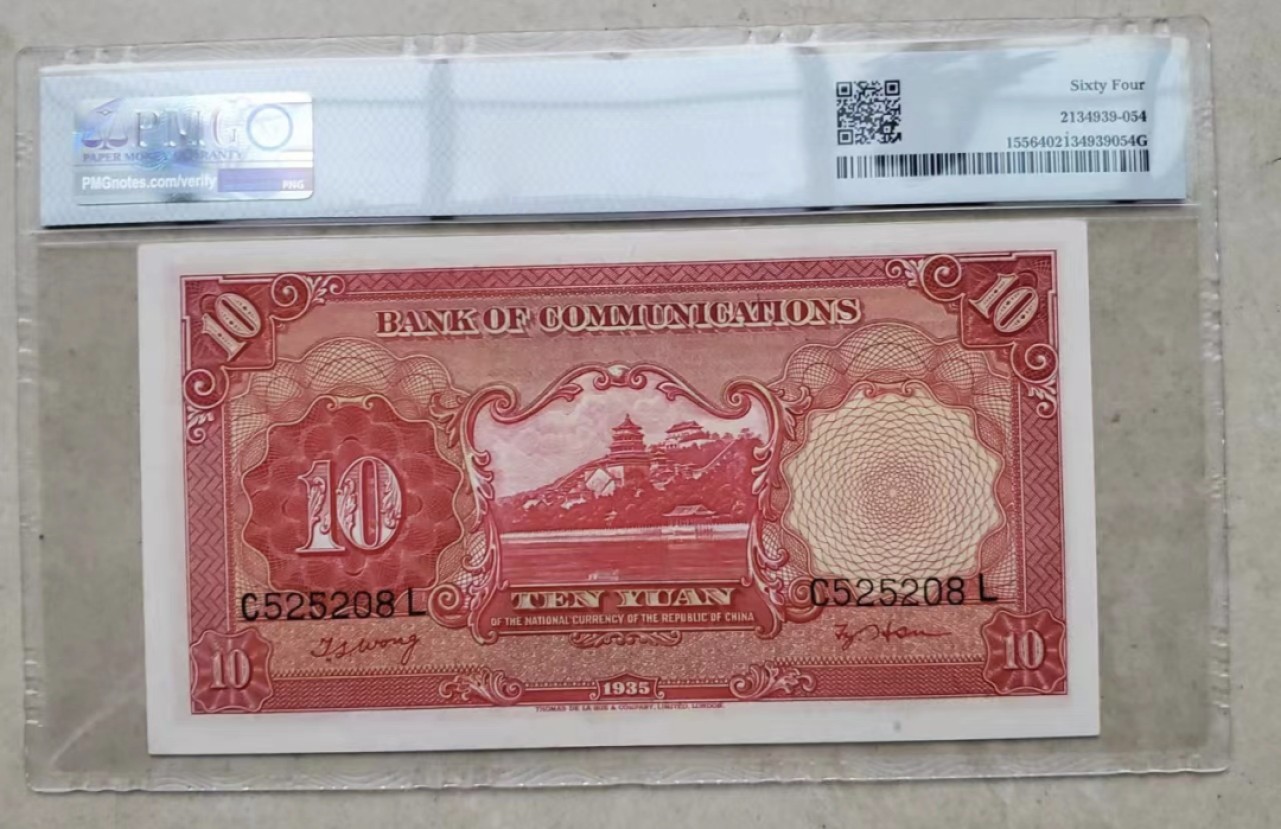 PMG
PAPER MONEY GUARANTY
PMGnotes.com/verify
PNG
Sixty Four
2134939-054
1556402134939054G
10
10
BANK OF COMMUNICATIONS
10
C525208 L
C525208 L
TEN YUAN
OF THE NATIONAL CURRENCY OF THE REPUBLIC OF CHINA
10
10
1935
THOMAS DE LA RUE & COMPANY, LIMITED, LONDON